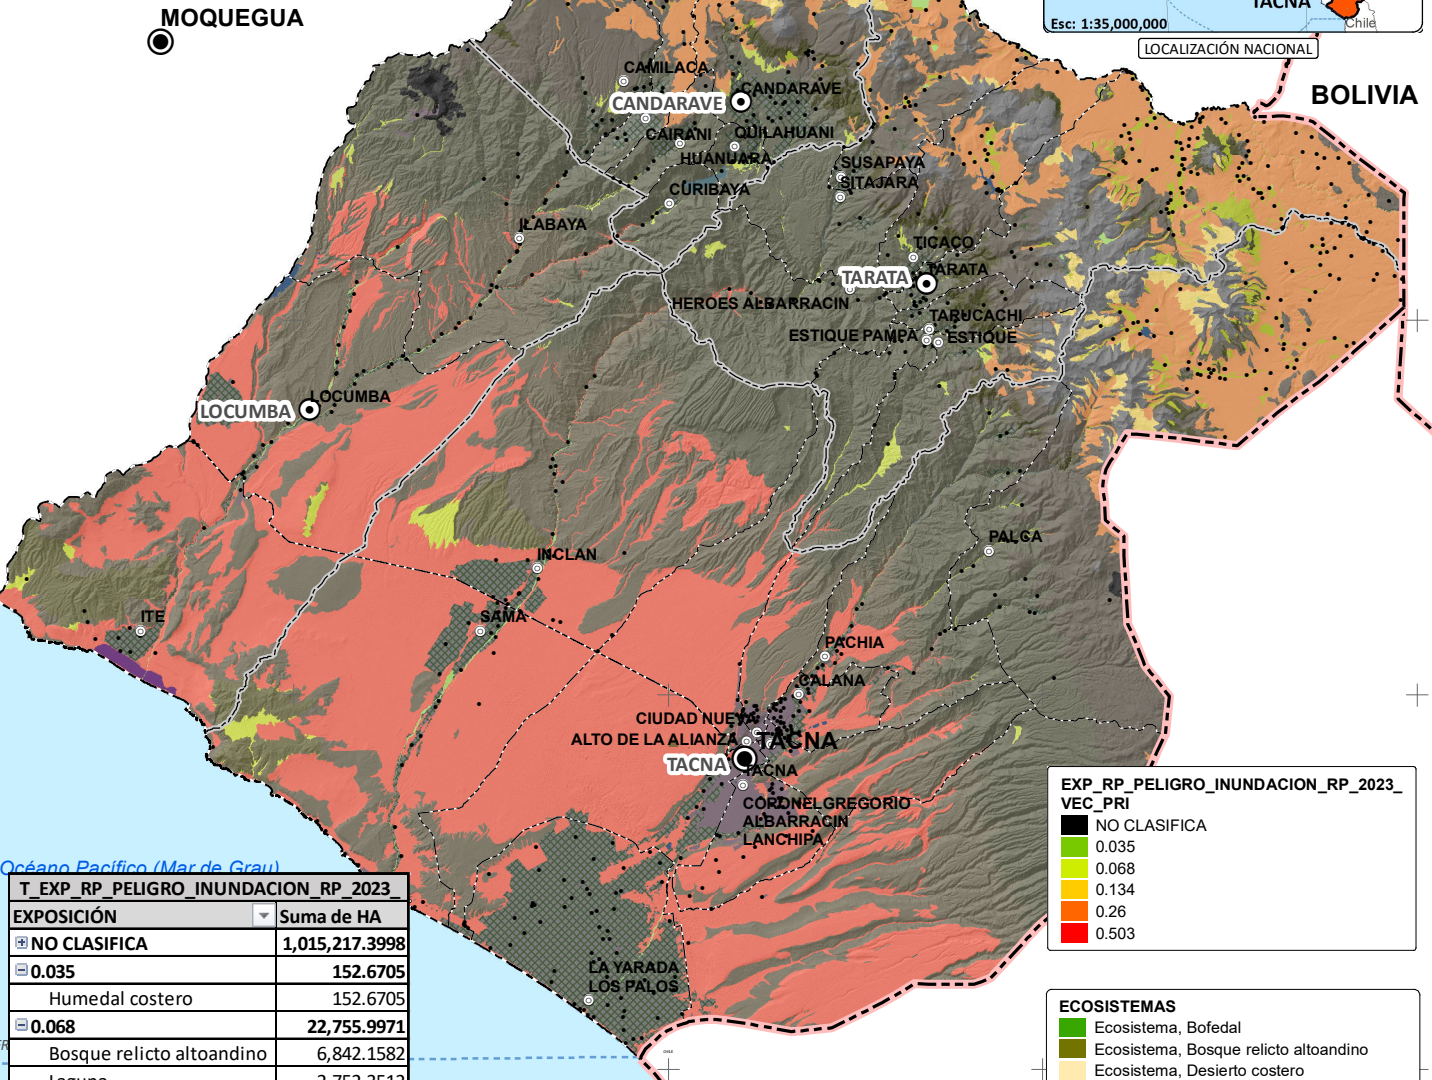 MOQUEGUA
TACNA
Chile
Esc: 1:35,000,000
LOCALIZACIÓN NACIONAL
BOLIVIA
CAMILACA
CANDARAVE
CANDARAVE
CAIRANI
QUILAHUANI
HUANUARA
SUSAPAYA
SITAJARA
CURIBAYA
ILABAYA
TICACO
TARATA
TARATA
HEROES ALBARRACIN
TARUCACHI
ESTIQUE PAMPA
ESTIQUE
LOCUMBA
LOCUMBA
PALCA
INCLAN
ITE
SAMA
PACHIA
CALANA
CIUDAD NUEVA
ALTO DE LA ALIANZA
TACNA
TACNA
TACNA
CORONEL GREGORIO
ALBARRACIN
LANCHIPA
LA YARADA
LOS PALOS
Océano Pacífico (Mar de Grau)
T_EXP_RP_PELIGRO_INUNDACION_RP_2023_
EXPOSICIÓN Suma de HA
NO CLASIFICA 1,015,217.3998
0.035 152.6705
Humedal costero 152.6705
0.068 22,755.9971
Bosque relicto altoandino 6,842.1582
EXP_RP_PELIGRO_INUNDACION_RP_2023_
VEC_PRI
NO CLASIFICA
0.035
0.068
0.134
0.26
0.503
ECOSISTEMAS
Ecosistema, Bofedal
Ecosistema, Bosque relicto altoandino
Ecosistema, Desierto costero